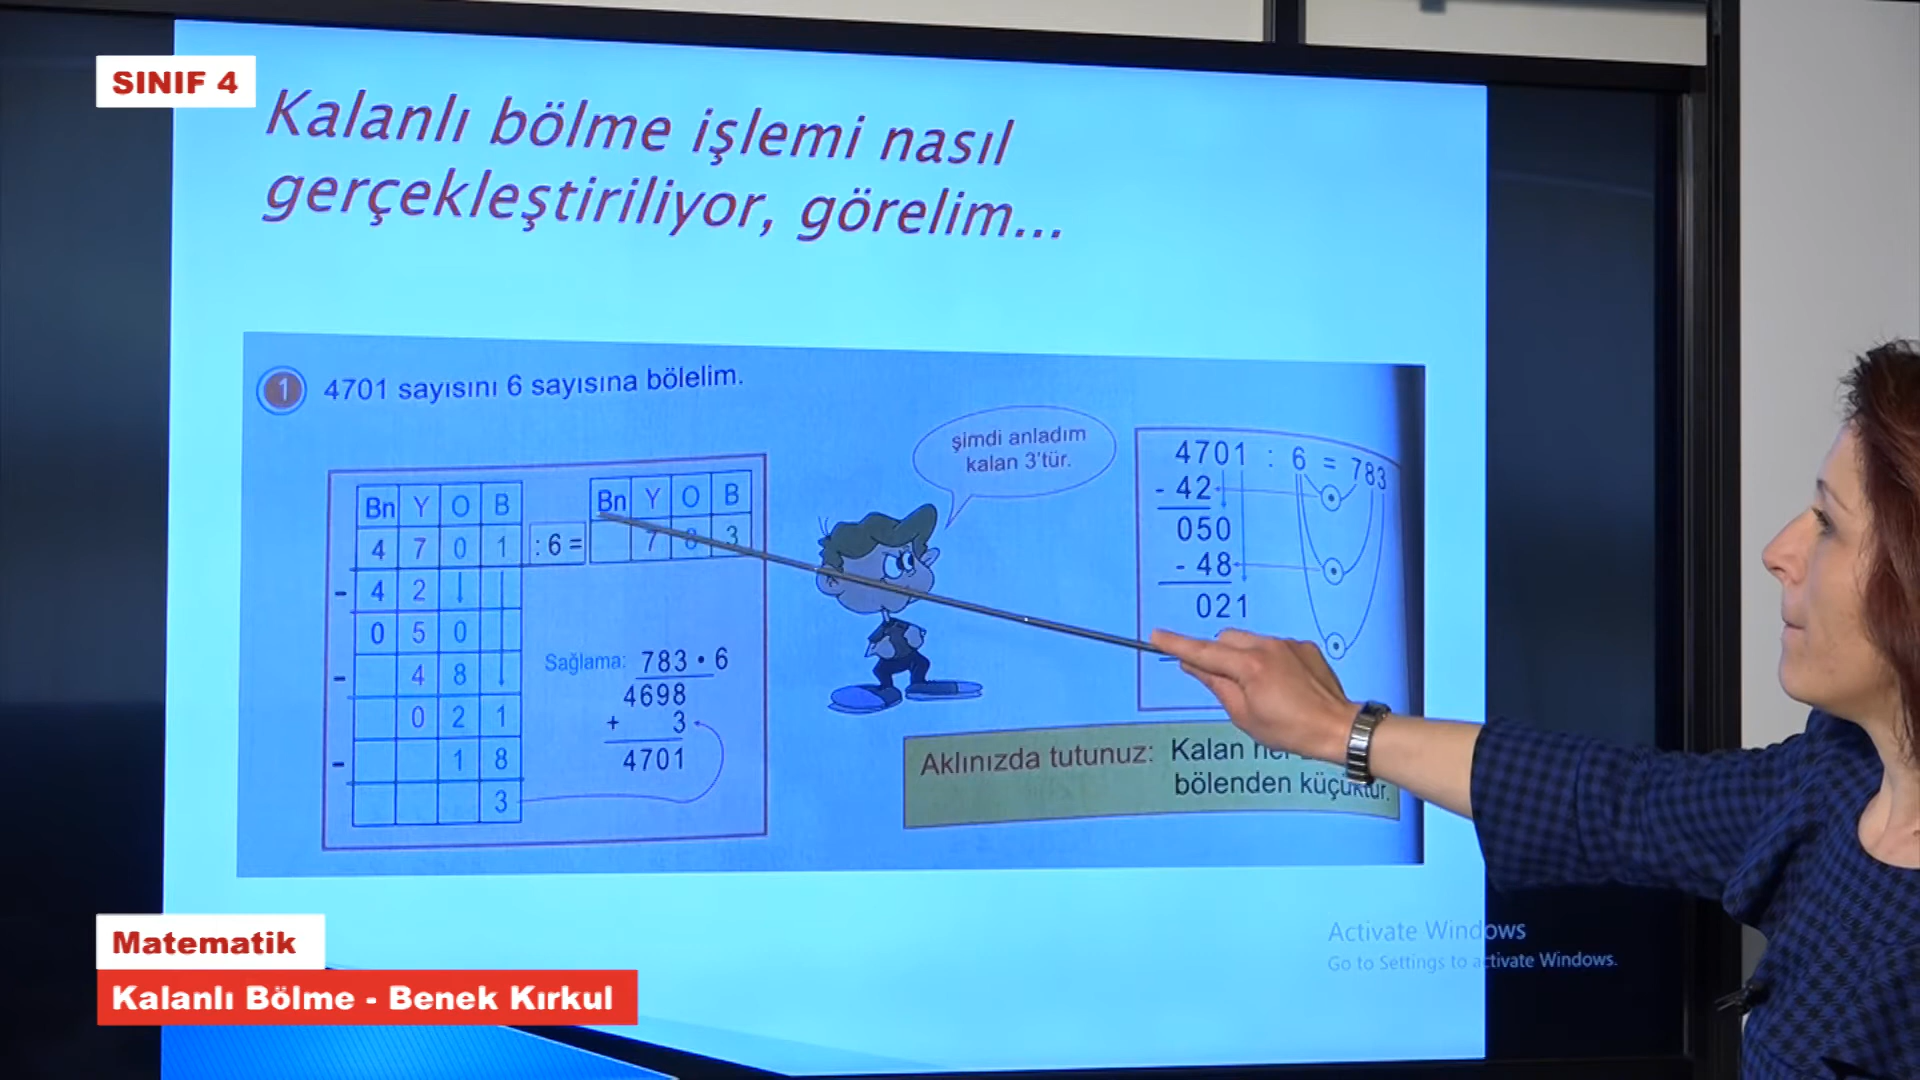 SINIF 4
Kalanlı bölme işlemi nasıl
gerçekleştiriliyor, görelim...
1 4701 sayısını 6 sayısına bölelim.
Bn Y O B
4 7 0 1
- 4 2
0 5 0
- 4 8
0 2 1
- 1 8
3
: 6 =
Bn Y O B
7 8 3
Sağlama: 783 • 6
4698
+ 3
4701
şimdi anladım
kalan 3'tür.
4701 : 6 = 783
- 42
050
- 48
021
Aklınızda tutunuz: Kalan
bölenden küçüktür.
Activate Windows
Go to Settings to activate Windows.
Matematik
Kalanlı Bölme - Benek Kırkul